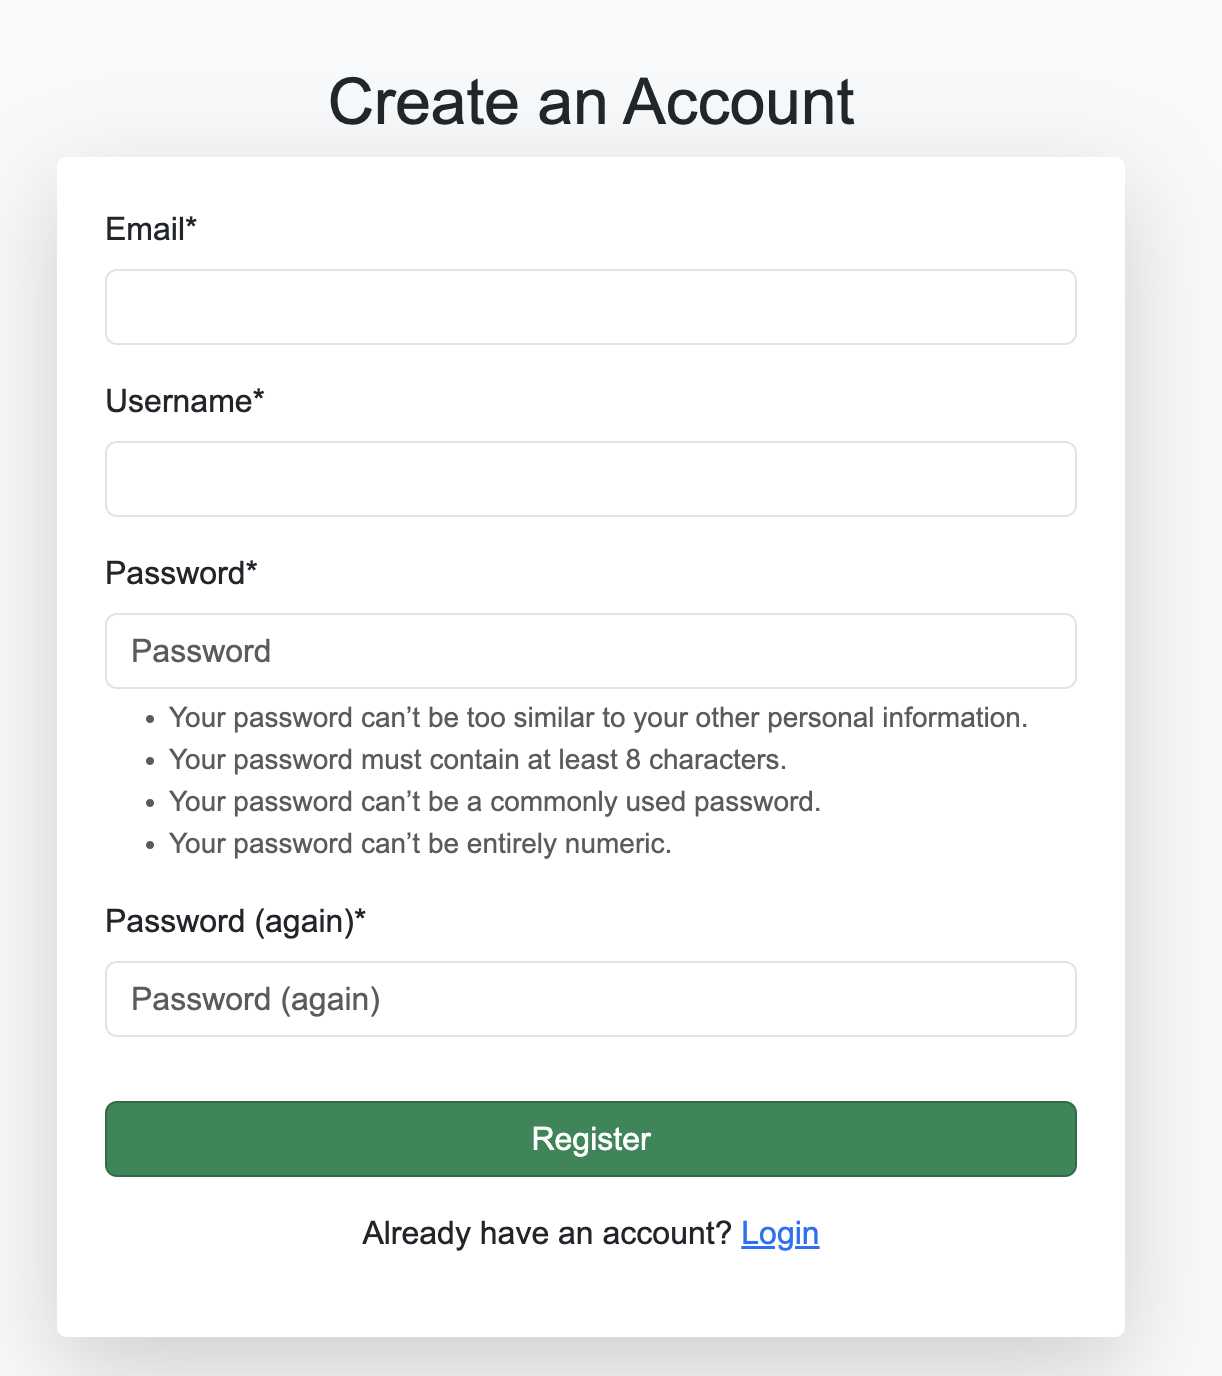 Create an Account
Email*
Username*
Password*
Password
• Your password can’t be too similar to your other personal information.
• Your password must contain at least 8 characters.
• Your password can’t be a commonly used password.
• Your password can’t be entirely numeric.
Password (again)*
Password (again)
Register
Already have an account? Login